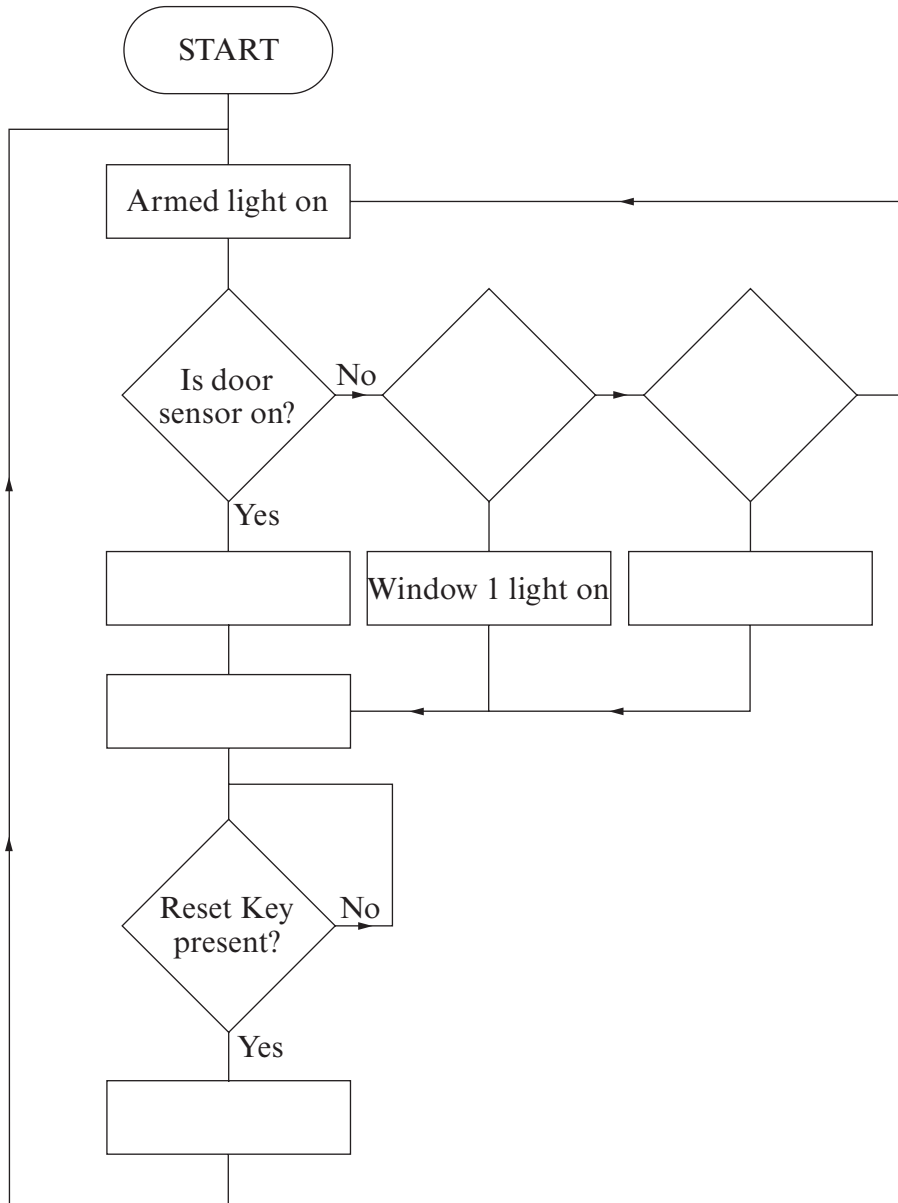 START
Armed light on
Is door
sensor on?
No
Yes
Window 1 light on
Reset Key
present?
No
Yes